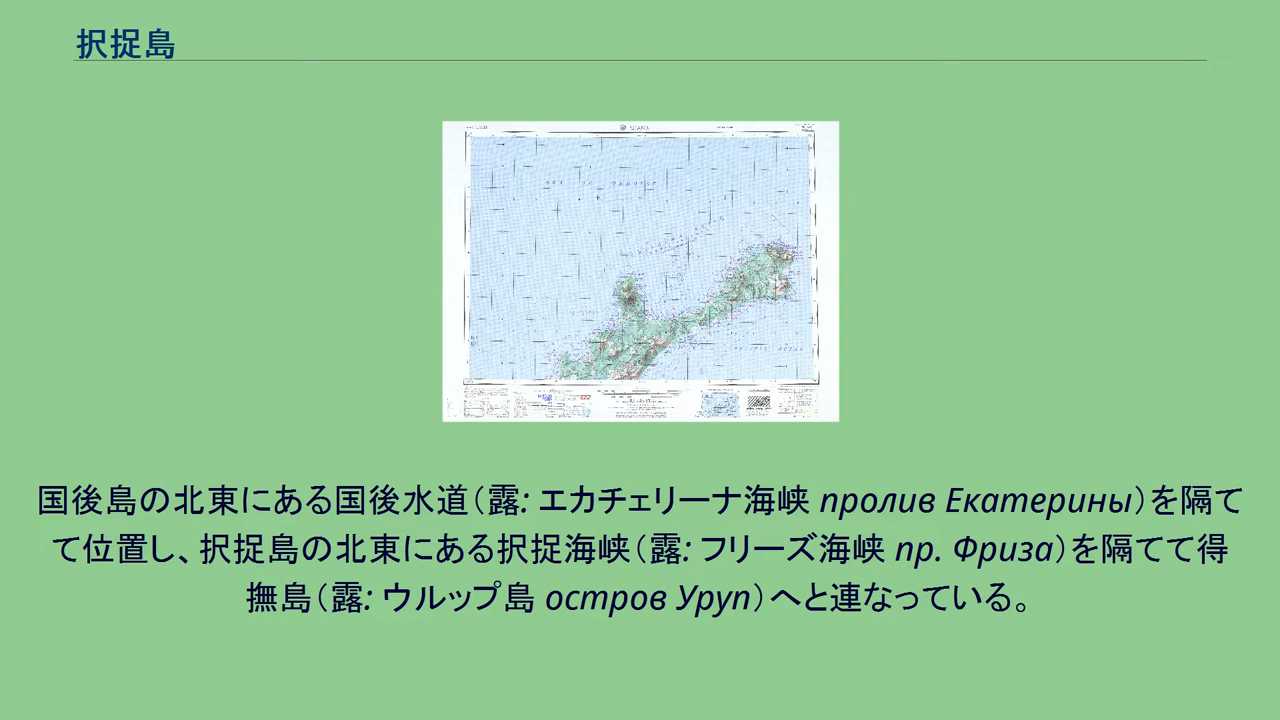 択捉島
国後島の北東にある国後水道（露: エカチェリーナ海峡 пролив Екатерины）を隔て
て位置し、択捉島の北東にある択捉海峡（露: フリーズ海峡 пр. Фриза）を隔てて得
撫島（露: ウルップ島 остров Уруп）へと連なっている。